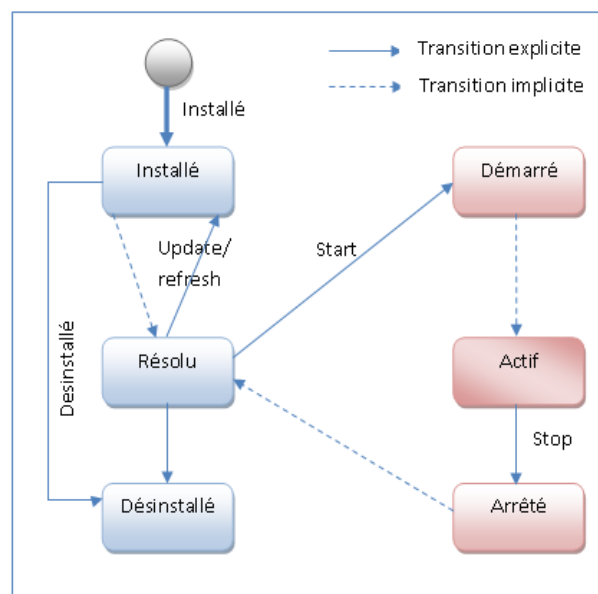 Transition explicite
Transition implicite
Installé
Installé
Démarré
Update/
refresh
Start
Desinstallé
Résolu
Actif
Stop
Désinstallé
Arrêté